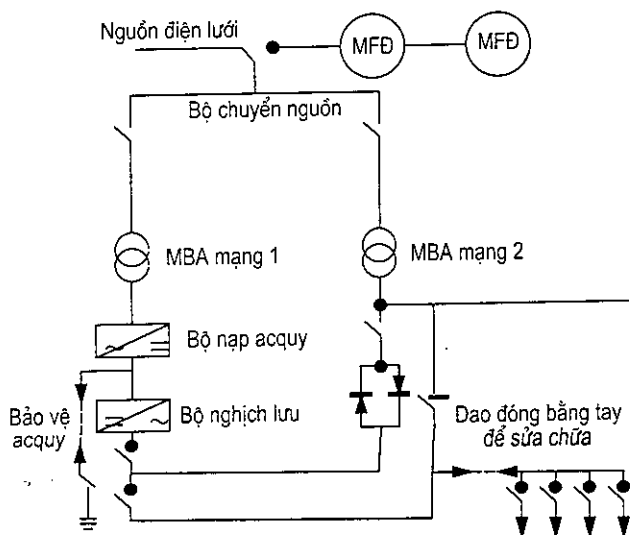 Nguồn điện lưới
MFĐ
MFĐ
Bộ chuyển nguồn
MBA mạng 1
MBA mạng 2
Bộ nạp acquy
Bảo vệ
acquy
Bộ nghịch lưu
Dao đóng bằng tay
để sửa chữa